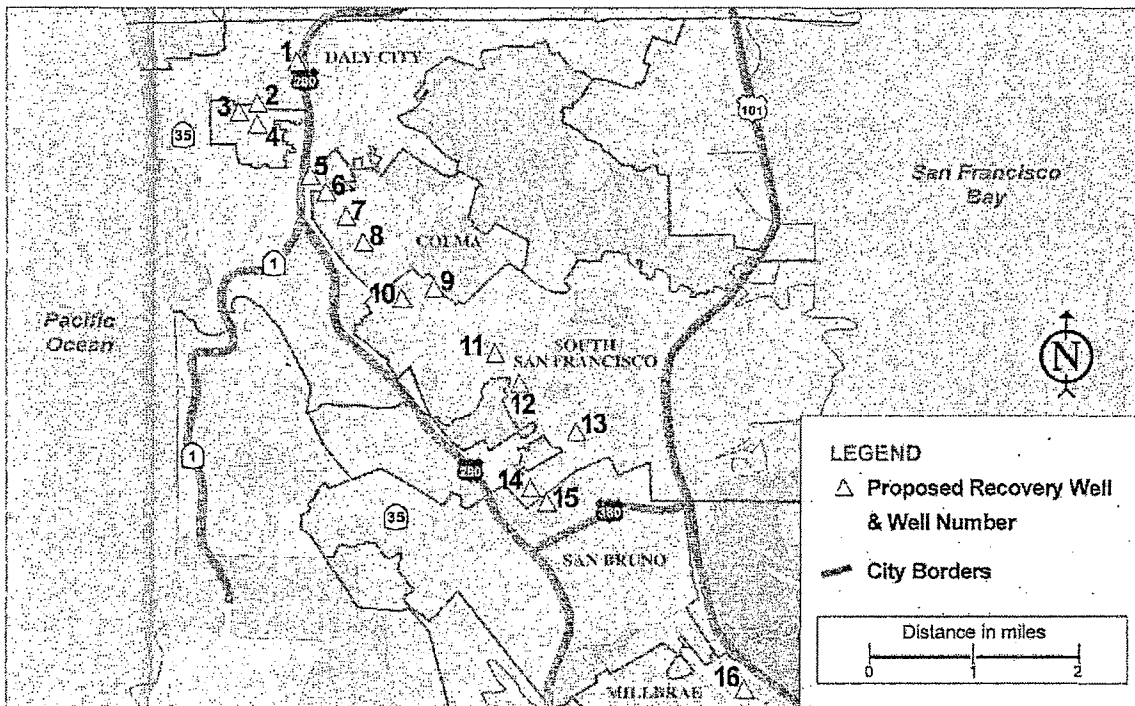 1
DALY CITY
280
2
3
4
35
101
San Francisco
Bay
5
6
7
8
COLMA
1
9
10
Pacific
Ocean
11
SOUTH
SAN FRANCISCO
N
12
13
1
280
14
15
380
35
SAN BRUNO
16
MILLBRAE
LEGEND
Proposed Recovery Well
& Well Number
City Borders
Distance in miles
0 1 2